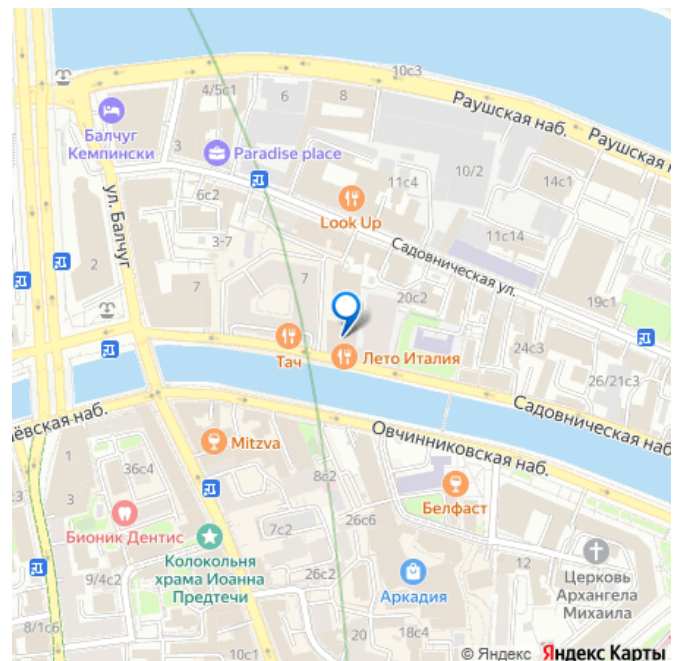 10с3
4/5с1
6
8
Раушская наб.
Раушская н
Балчуг
Кемпински
3
Paradise place
10/2
14с1
11с4
6с2
Look Up
ул. Балчуг
3-7
11с14
Садовническая ул.
2
7
7
20с2
19с1
Тач
Лето Италия
24с3
26/21с3
Садовническая наб
лёвская наб.
Овчинниковская наб.
Mitzva
1
36с4
8с2
Белфаст
3
26с6
Бионик Дентис
7с2
Колокольня
храма Иоанна
Предтечи
9/4с2
26с2
Аркадия
12
Церковь
Архангела
Михаила
8/1с6
20
18с4
10с1
© Яндекс Яндекс Карты